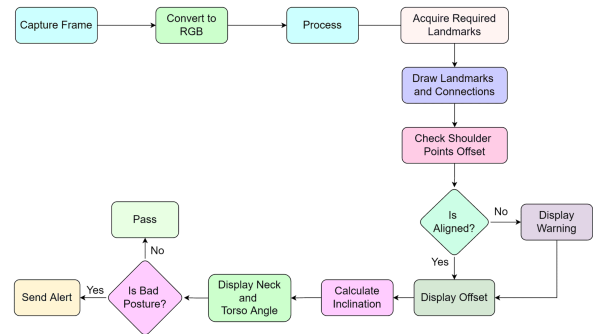 Capture Frame
Convert to
RGB
Process
Acquire Required
Landmarks
Draw Landmarks
and Connections
Check Shoulder
Points Offset
Is
Aligned?
No
Display
Warning
Yes
Display Offset
Calculate
Inclination
Display Neck
and
Torso Angle
Is Bad
Posture?
No
Pass
Yes
Send Alert